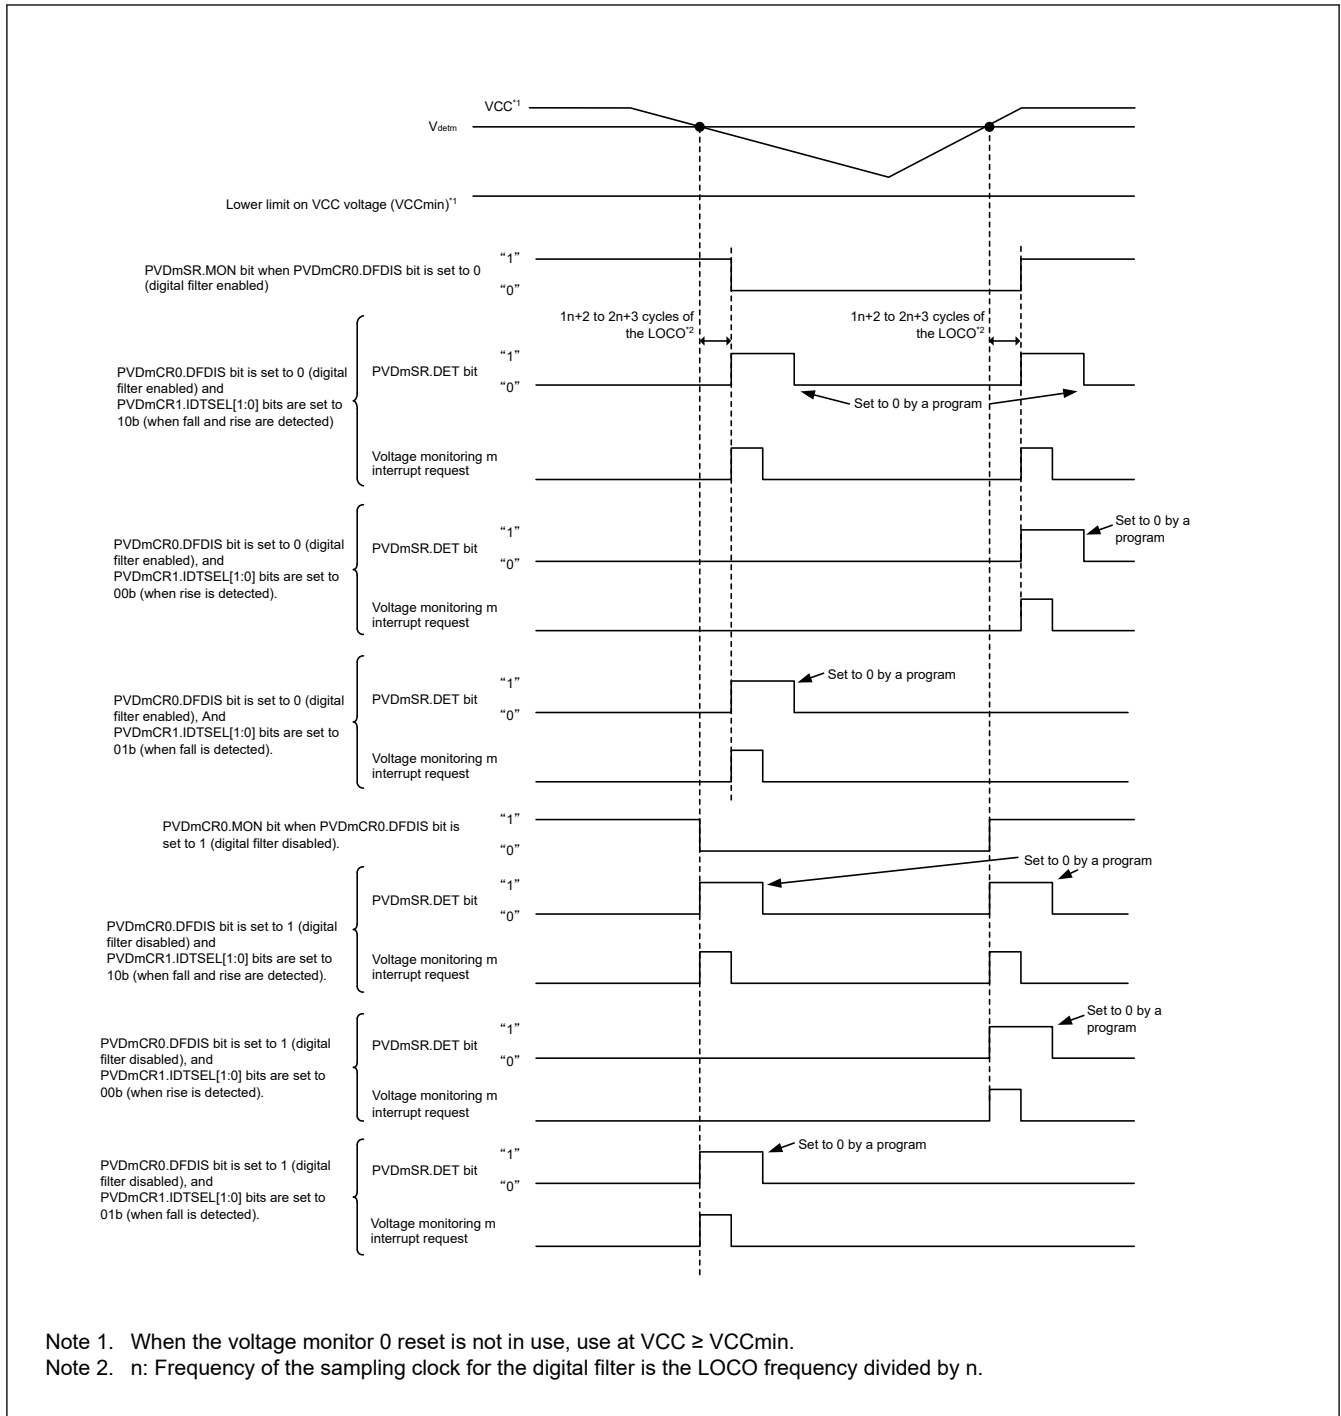 VCC*1
Vdetm
Lower limit on VCC voltage (VCCmin)*1
PVDmSR.MON bit when PVDmCR0.DFDIS bit is set to 0
(digital filter enabled)
“1”
“0”
1n+2 to 2n+3 cycles of
the LOCO*2
1n+2 to 2n+3 cycles of
the LOCO*2
PVDmCR0.DFDIS bit is set to 0 (digital
filter enabled) and
PVDmCR1.IDTSEL[1:0] bits are set to
10b (when fall and rise are detected)
PVDmSR.DET bit
“1”
“0”
Set to 0 by a program
Voltage monitoring m
interrupt request
PVDmCR0.DFDIS bit is set to 0 (digital
filter enabled), and
PVDmCR1.IDTSEL[1:0] bits are set to
00b (when rise is detected).
PVDmSR.DET bit
“1”
“0”
Set to 0 by a
program
Voltage monitoring m
interrupt request
PVDmCR0.DFDIS bit is set to 0 (digital
filter enabled), And
PVDmCR1.IDTSEL[1:0] bits are set to
01b (when fall is detected).
PVDmSR.DET bit
“1”
“0”
Set to 0 by a program
Voltage monitoring m
interrupt request
PVDmCR0.MON bit when PVDmCR0.DFDIS bit is
set to 1 (digital filter disabled).
“1”
“0”
Set to 0 by a program
PVDmCR0.DFDIS bit is set to 1 (digital
filter disabled) and
PVDmCR1.IDTSEL[1:0] bits are set to
10b (when fall and rise are detected).
PVDmSR.DET bit
“1”
“0”
Voltage monitoring m
interrupt request
PVDmCR0.DFDIS bit is set to 1 (digital
filter disabled), and
PVDmCR1.IDTSEL[1:0] bits are set to
00b (when rise is detected).
PVDmSR.DET bit
“1”
“0”
Set to 0 by a
program
Voltage monitoring m
interrupt request
PVDmCR0.DFDIS bit is set to 1 (digital
filter disabled), and
PVDmCR1.IDTSEL[1:0] bits are set to
01b (when fall is detected).
PVDmSR.DET bit
“1”
“0”
Set to 0 by a program
Voltage monitoring m
interrupt request
Note 1. When the voltage monitor 0 reset is not in use, use at VCC ≥ VCCmin.
Note 2. n: Frequency of the sampling clock for the digital filter is the LOCO frequency divided by n.